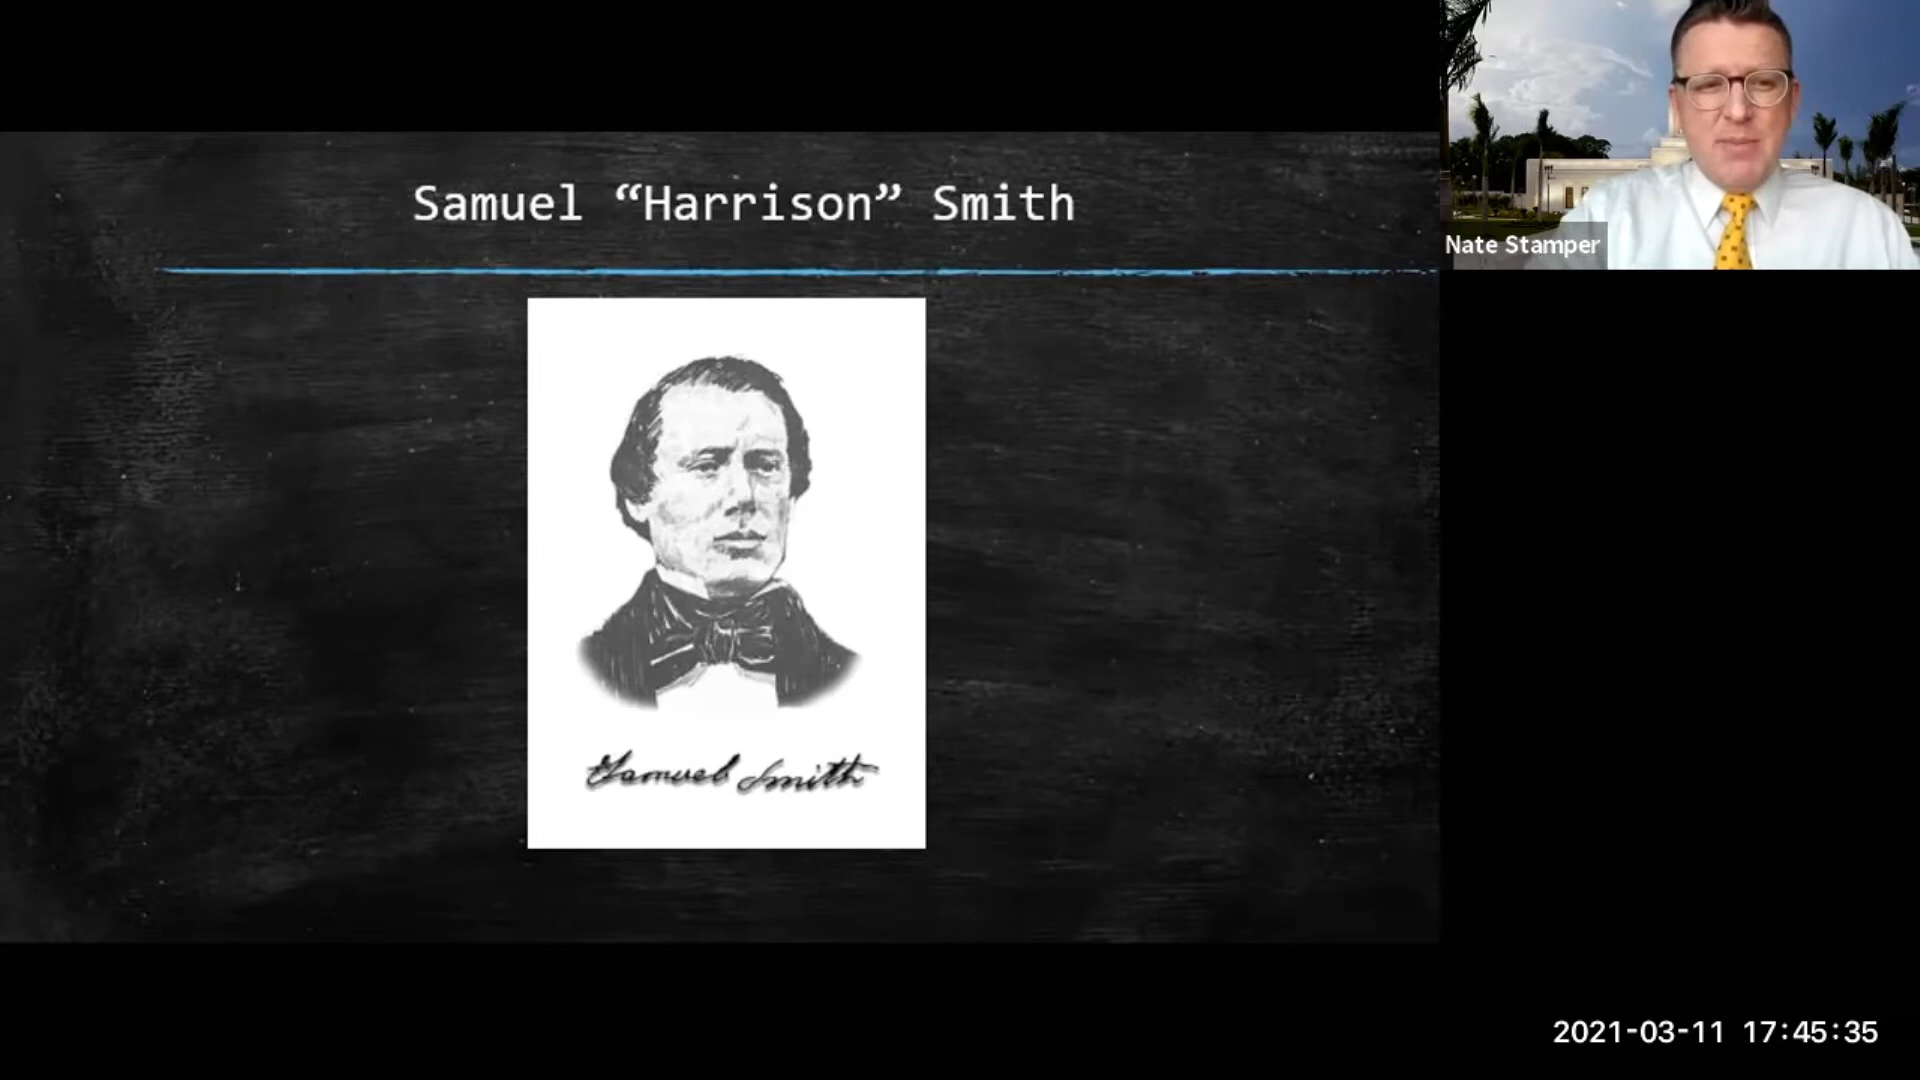 Samuel “Harrison” Smith
Nate Stamper
Samuel Smith
2021-03-11 17:45:35